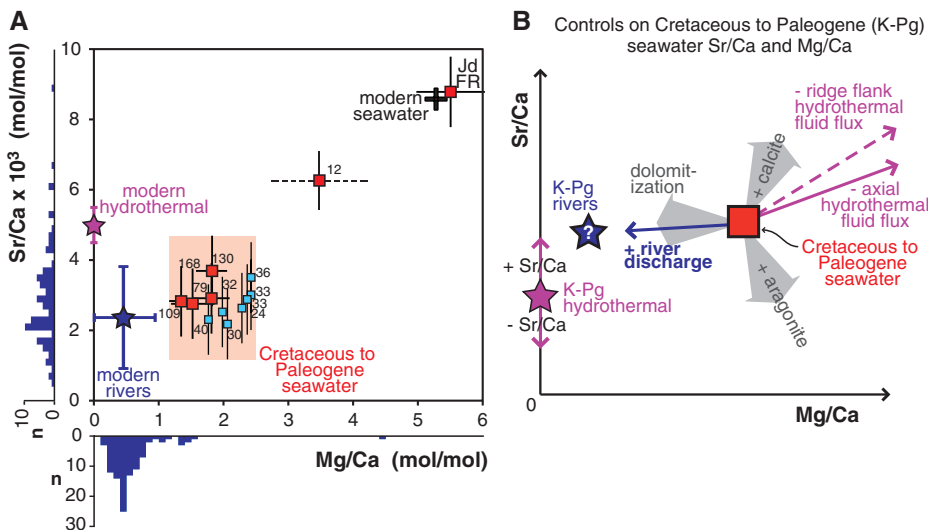 A
Sr/Ca x 10³ (mol/mol)
10
8
6
4
2
0
10
0
n
Jd
FR
modern
seawater
12
modern
hydrothermal
168
130
36
79
32
33
109
33
24
40
30
Cretaceous to
Paleogene
seawater
modern
rivers
0
1
2
3
4
5
6
Mg/Ca (mol/mol)
0
10
20
30
n
B
Controls on Cretaceous to Paleogene (K-Pg)
seawater Sr/Ca and Mg/Ca
Sr/Ca
- ridge flank
hydrothermal
fluid flux
+ calcite
dolomit-
ization
K-Pg
rivers
?
- axial
hydrothermal
fluid flux
+ river
discharge
Cretaceous to
Paleogene
seawater
+ Sr/Ca
K-Pg
hydrothermal
- Sr/Ca
+ aragonite
0
Mg/Ca